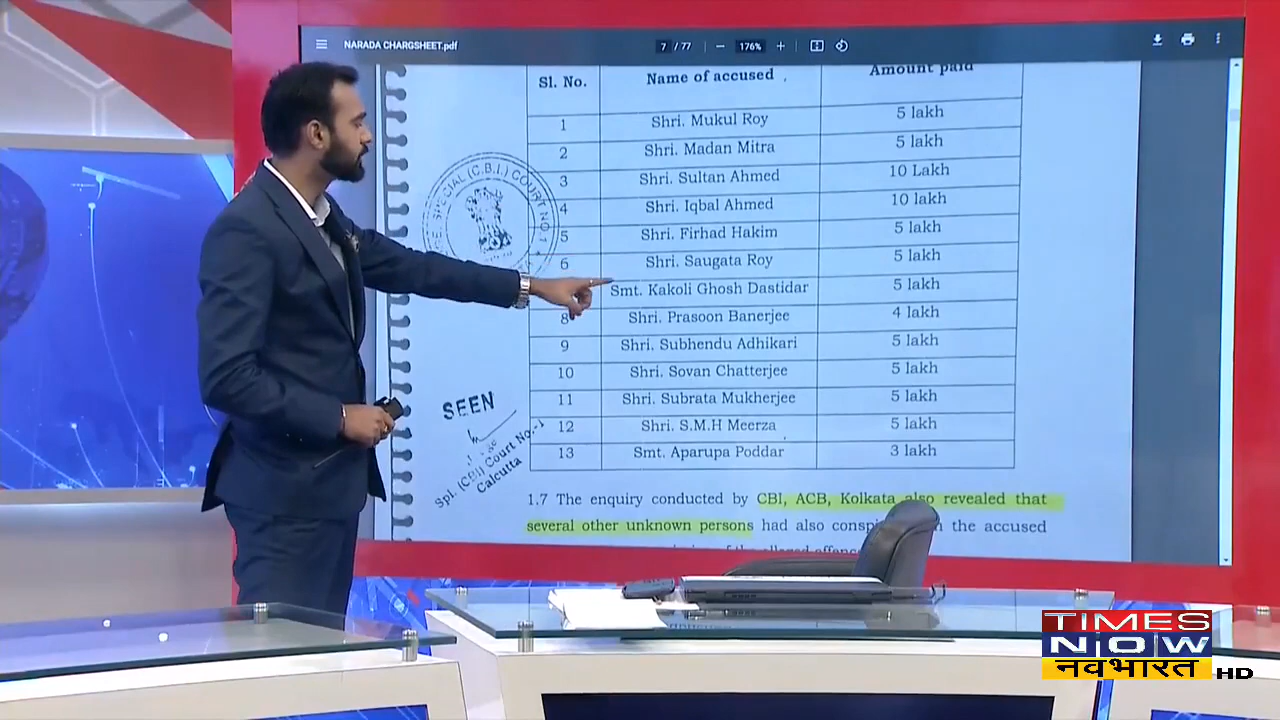 NARADA CHARGSHEET.pdf
7 / 77
176%
Sl. No. Name of accused Amount paid
1 Shri. Mukul Roy 5 lakh
2 Shri. Madan Mitra 5 lakh
3 Shri. Sultan Ahmed 10 Lakh
4 Shri. Iqbal Ahmed 10 lakh
5 Shri. Firhad Hakim 5 lakh
6 Shri. Saugata Roy 5 lakh
Smt. Kakoli Ghosh Dastidar 5 lakh
8 Shri. Prasoon Banerjee 4 lakh
9 Shri. Subhendu Adhikari 5 lakh
10 Shri. Sovan Chatterjee 5 lakh
11 Shri. Subrata Mukherjee 5 lakh
12 Shri. S.M.H Meerza 5 lakh
13 Smt. Aparupa Poddar 3 lakh
SPECIAL (C.B.I.) COURT NO.1
SEEN
Spl. (CBI) Court No.-1
Calcutta
1.7 The enquiry conducted by CBI, ACB, Kolkata also revealed that
several other unknown persons had also the accused
TIMES
NOW
नवभारत HD